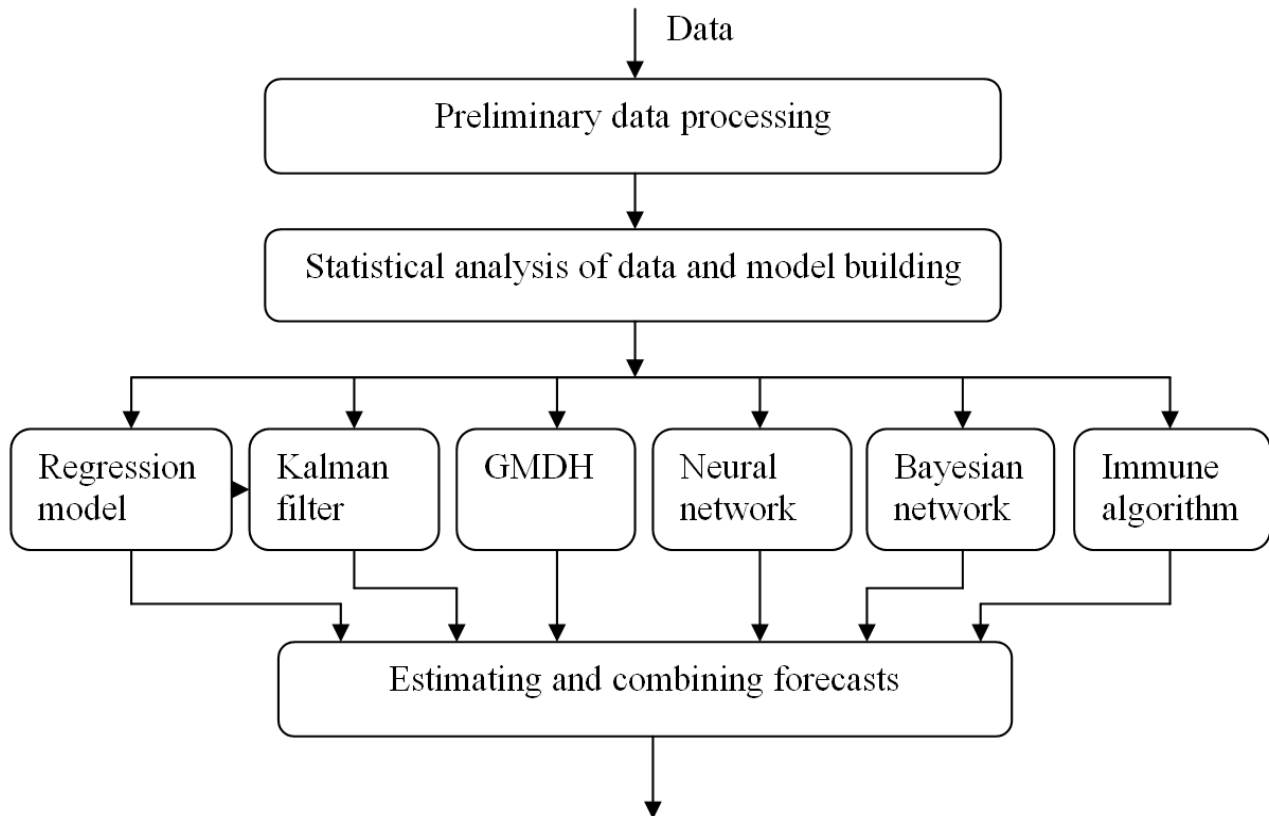 Data
Preliminary data processing
Statistical analysis of data and model building
Regression
model
Kalman
filter
GMDH
Neural
network
Bayesian
network
Immune
algorithm
Estimating and combining forecasts